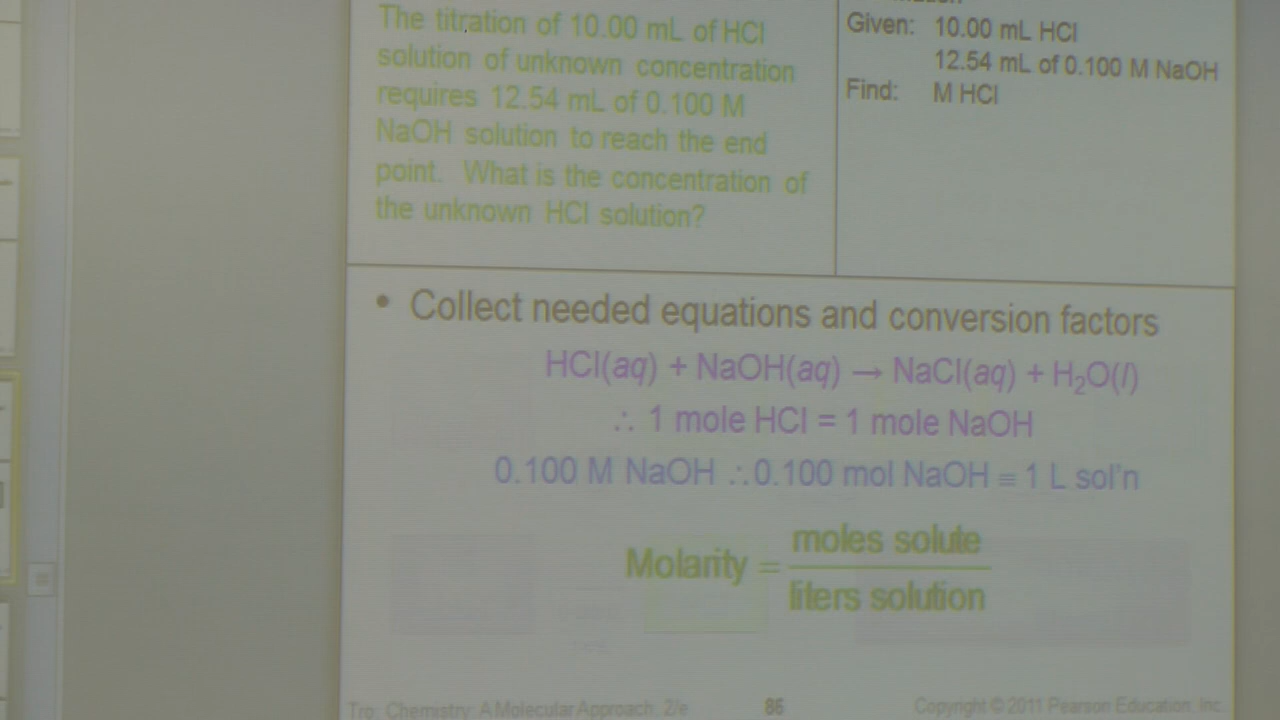 The titration of 10.00 mL of HCl
solution of unknown concentration
requires 12.54 mL of 0.100 M
NaOH solution to reach the end
point. What is the concentration of
the unknown HCl solution?
Given: 10.00 mL HCl
12.54 mL of 0.100 M NaOH
Find: M HCl
• Collect needed equations and conversion factors
HCl(aq) + NaOH(aq) → NaCl(aq) + H₂O(l)
∴ 1 mole HCl = 1 mole NaOH
0.100 M NaOH ∴0.100 mol NaOH ≡ 1 L sol'n
Molarity = moles solute
liters solution
Tro: Chemistry: A Molecular Approach, 2/e
86
Copyright © 2011 Pearson Education, Inc